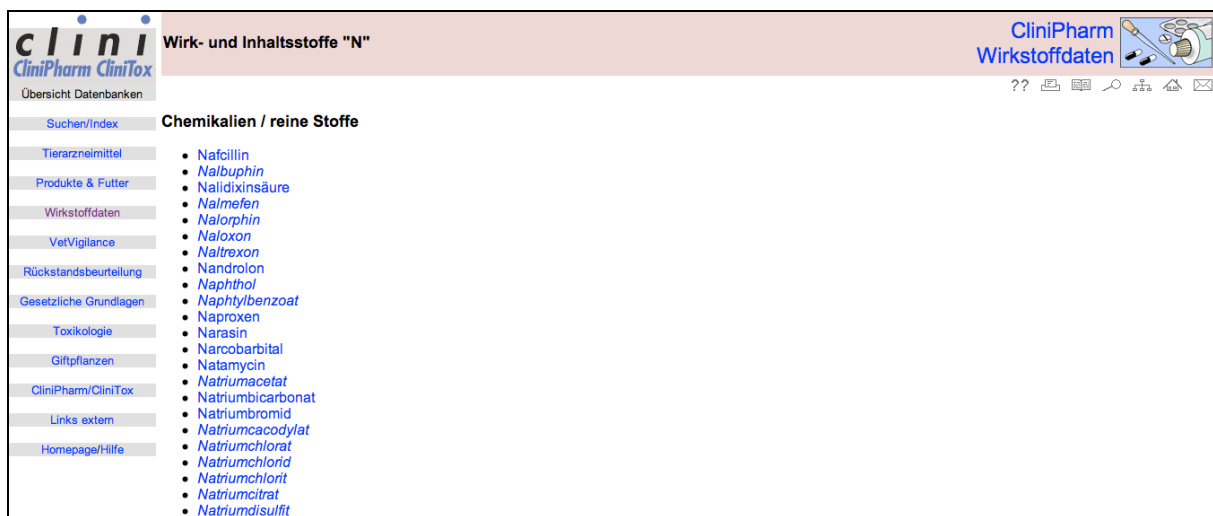 clini
CliniPharm CliniTox
Wirk- und Inhaltsstoffe "N"
CliniPharm
Wirkstoffdaten
??
Übersicht Datenbanken
Suchen/Index
Tierarzneimittel
Produkte & Futter
Wirkstoffdaten
VetVigilance
Rückstandsbeurteilung
Gesetzliche Grundlagen
Toxikologie
Giftpflanzen
CliniPharm/CliniTox
Links extern
Homepage/Hilfe
Chemikalien / reine Stoffe
Nafcillin
Nalbuphin
Nalidixinsäure
Nalmefen
Nalorphin
Naloxon
Naltrexon
Nandrolon
Naphthol
Naphtylbenzoat
Naproxen
Narasin
Narcobarbital
Natamycin
Natriumacetat
Natriumbicarbonat
Natriumbromid
Natriumcacodylat
Natriumchlorat
Natriumchlorid
Natriumchlorit
Natriumcitrat
Natriumdisulfit